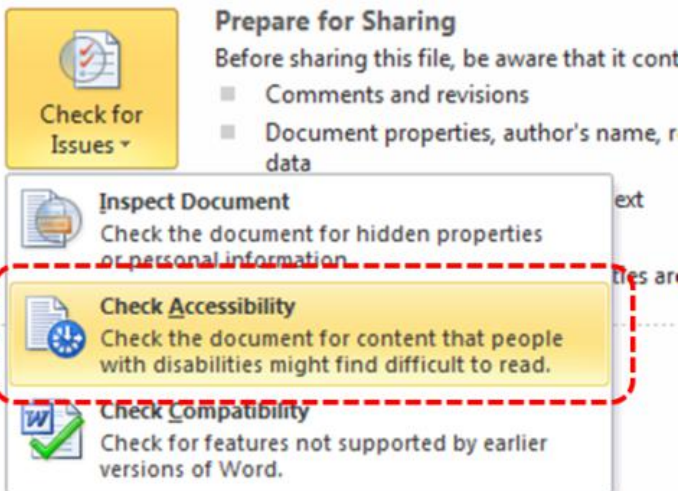 Prepare for Sharing
Before sharing this file, be aware that it cont
Comments and revisions
Document properties, author's name, r
data
Check for
Issues
ext
Inspect Document
Check the document for hidden properties
or personal information.
ties are
Check Accessibility
Check the document for content that people
with disabilities might find difficult to read.
Check Compatibility
Check for features not supported by earlier
versions of Word.